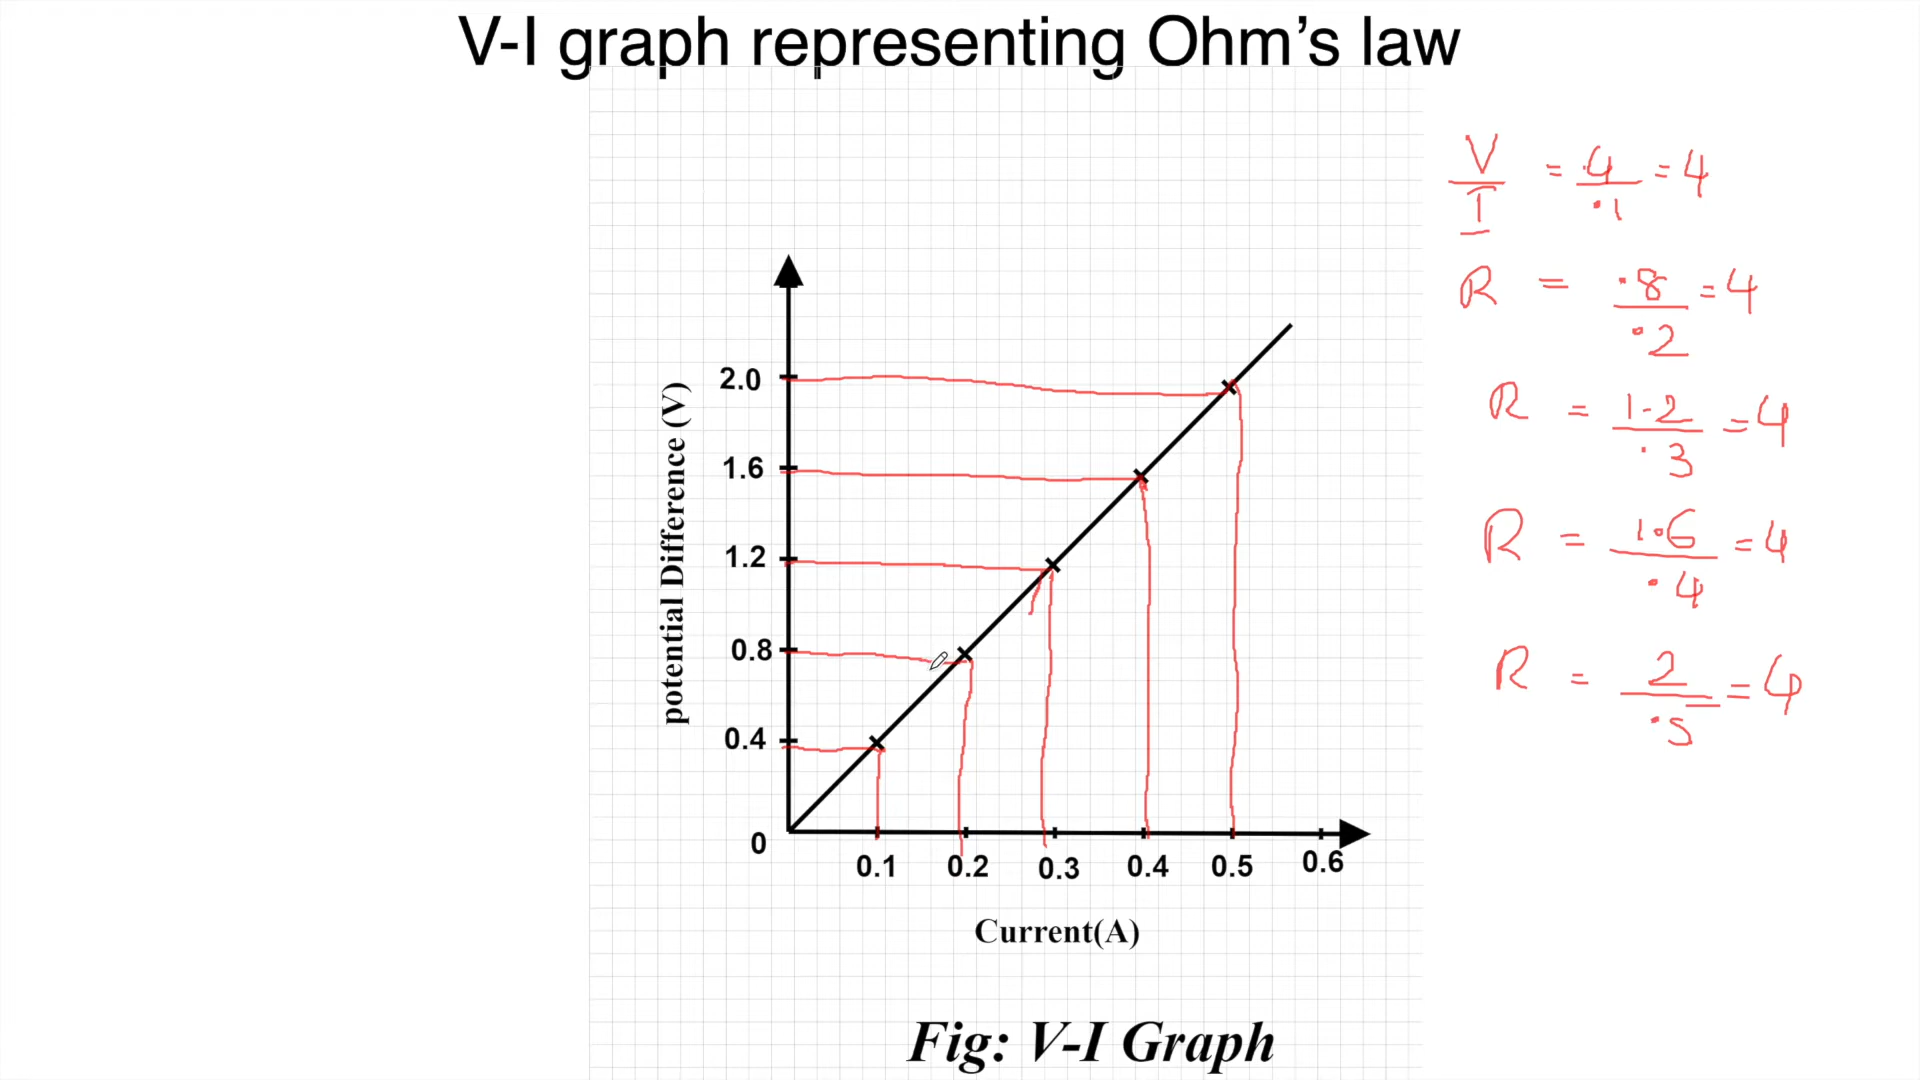 V-I graph representing Ohm's law
V/I = .4/.1 = 4
R = .8/.2 = 4
R = 1.2/.3 = 4
R = 1.6/.4 = 4
R = 2/.5 = 4
potential Difference (V)
2.0
1.6
1.2
0.8
0.4
0
0.1 0.2 0.3 0.4 0.5 0.6
Current(A)
Fig: V-I Graph